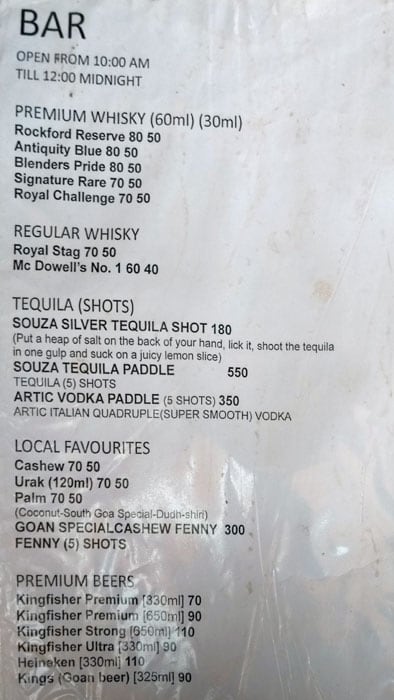 BAR
OPEN FROM 10:00 AM
TILL 12:00 MIDNIGHT
PREMIUM WHISKY (60ml) (30ml)
Rockford Reserve 80 50
Antiquity Blue 80 50
Blenders Pride 80 50
Signature Rare 70 50
Royal Challenge 70 50
REGULAR WHISKY
Royal Stag 70 50
Mc Dowell's No. 1 60 40
TEQUILA (SHOTS)
SOUZA SILVER TEQUILA SHOT 180
(Put a heap of salt on the back of your hand, lick it, shoot the tequila
in one gulp and suck on a juicy lemon slice)
SOUZA TEQUILA PADDLE 550
TEQUILA (5) SHOTS
ARTIC VODKA PADDLE (5 SHOTS) 350
ARTIC ITALIAN QUADRUPLE(SUPER SMOOTH) VODKA
LOCAL FAVOURITES
Cashew 70 50
Urak (120ml) 70 50
Palm 70 50
(Coconut-South Goa Special-Dudh-shiri)
GOAN SPECIALCASHEW FENNY 300
FENNY (5) SHOTS
PREMIUM BEERS
Kingfisher Premium [330ml] 70
Kingfisher Premium [650ml] 90
Kingfisher Strong [650ml] 110
Kingfisher Ultra [330ml] 90
Heineken [330ml] 110
Kings (Goan beer) [325ml] 90